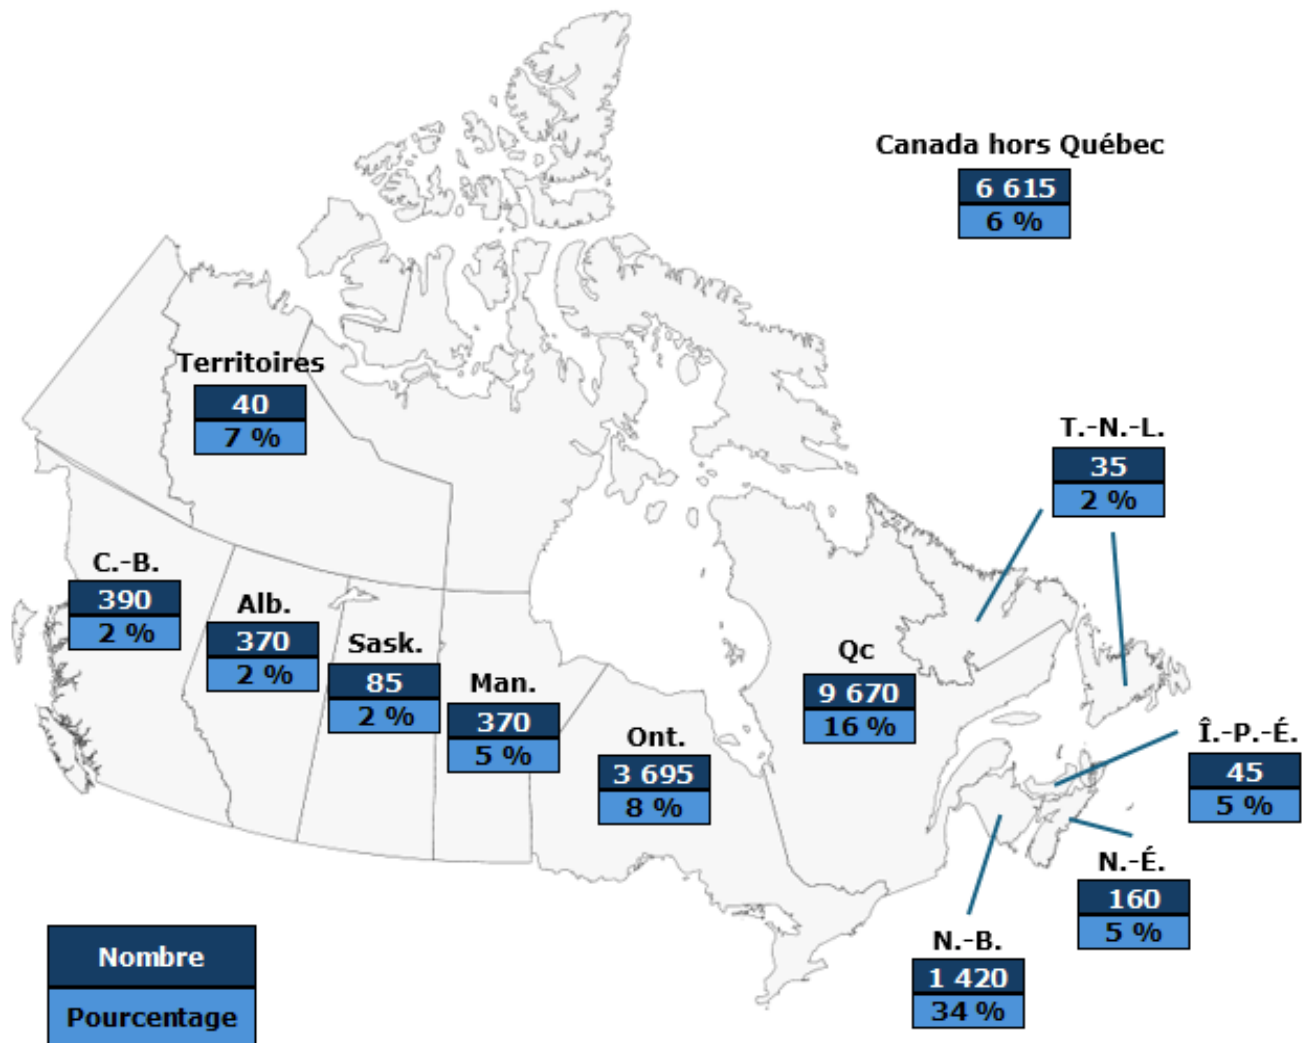 Canada hors Québec
6 615
6 %
Territoires
40
7 %
T.-N.-L.
35
2 %
C.-B.
390
2 %
Alb.
370
2 %
Sask.
85
2 %
Man.
370
5 %
Ont.
3 695
8 %
Qc
9 670
16 %
Î.-P.-É.
45
5 %
N.-É.
160
5 %
N.-B.
1 420
34 %
Nombre
Pourcentage